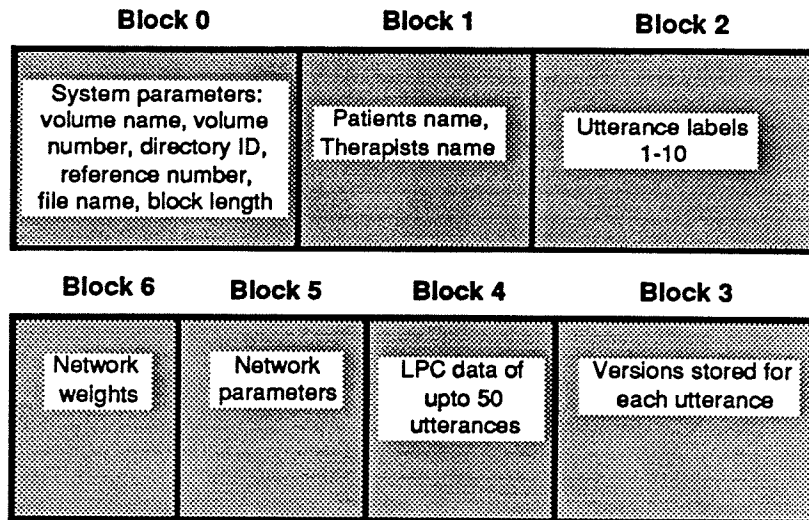 Block 0
Block 1
Block 2
System parameters:
volume name, volume
number, directory ID,
reference number,
file name, block length
Patients name,
Therapists name
Utterance labels
1-10
Block 6
Block 5
Block 4
Block 3
Network
weights
Network
parameters
LPC data of
upto 50
utterances
Versions stored for
each utterance